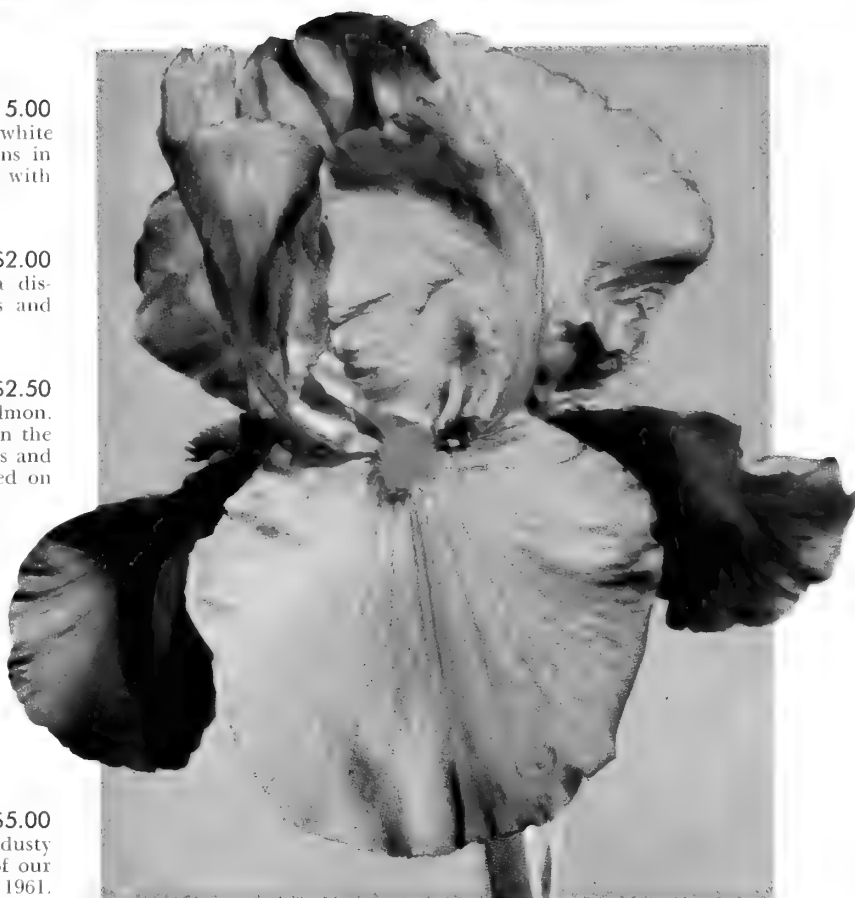 5.00
white
ns in
with
$2.00
a dis-
s and
$2.50
lmon.
n the
s and
ed on
$5.00
dusty
of our
1961.